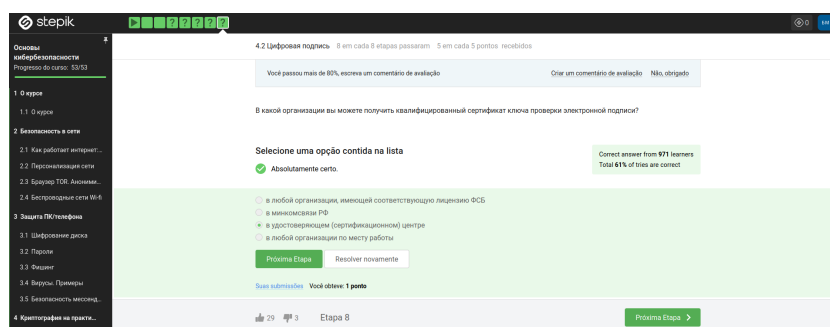 stepik
0
БМ
Основы
кибербезопасности
Progresso do curso: 53/53
1 О курсе
1.1 О курсе
2 Безопасность в сети
2.1 Как работает интернет:...
2.2 Персонализация сети
2.3 Браузер TOR. Аноними...
2.4 Беспроводные сети Wi-fi
3 Защита ПК/телефона
3.1 Шифрование диска
3.2 Пароли
3.3 Фишинг
3.4 Вирусы. Примеры
3.5 Безопасность мессенд...
4 Криптография на практи...
4.2 Цифровая подпись 8 em cada 8 etapas passaram 5 em cada 5 pontos recebidos
Você passou mais de 80%, escreva um comentário de avaliação Criar um comentário de avaliação Não, obrigado
В какой организации вы можете получить квалифицированный сертификат ключа проверки электронной подписи?
Selecione uma opção contida na lista
Absolutamente certo.
Correct answer from 971 learners
Total 61% of tries are correct
в любой организации, имеющей соответствующую лицензию ФСБ
в минкомсвязи РФ
в удостоверяющем (сертификационном) центре
в любой организации по месту работы
Próxima Etapa Resolver novamente
Suas submissões Você obteve: 1 ponto
29 3 Etapa 8 Próxima Etapa